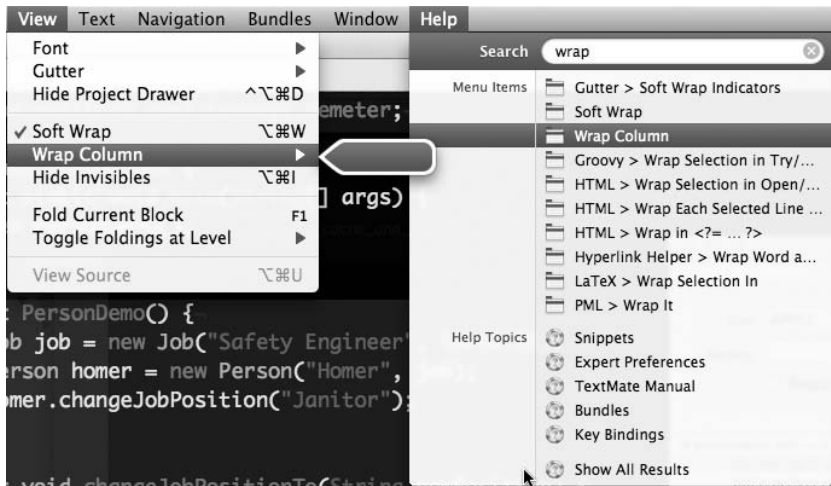 View Text Navigation Bundles Window Help
Font
Gutter
Hide Project Drawer ^⌥⌘D
✓ Soft Wrap ⌥⌘W
Wrap Column
Hide Invisibles ⌥⌘I
Fold Current Block F1
Toggle Foldings at Level
View Source ⌥⌘U
Search wrap
Menu Items
Gutter > Soft Wrap Indicators
Soft Wrap
Wrap Column
Groovy > Wrap Selection in Try/...
HTML > Wrap Selection in Open/...
HTML > Wrap Each Selected Line ...
HTML > Wrap in <?= ... ?>
Hyperlink Helper > Wrap Word a...
LaTeX > Wrap Selection In
PML > Wrap It
Help Topics
Snippets
Expert Preferences
TextMate Manual
Bundles
Key Bindings
Show All Results
emeter;
] args)
PersonDemo() {
job = new Job("Safety Engineer"
erson homer = new Person("Homer",
omer.changeJobPosition("Janitor");
void changeJobPositionTo(String